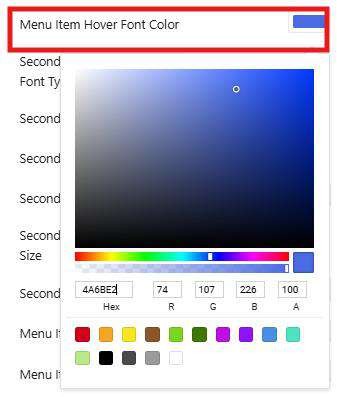 Menu Item Hover Font Color
Second
Font Ty
Second
Second
Second
Second
Size
4A6BE2 74 107 226 100
Hex R G B A
Second
Menu It
Menu It